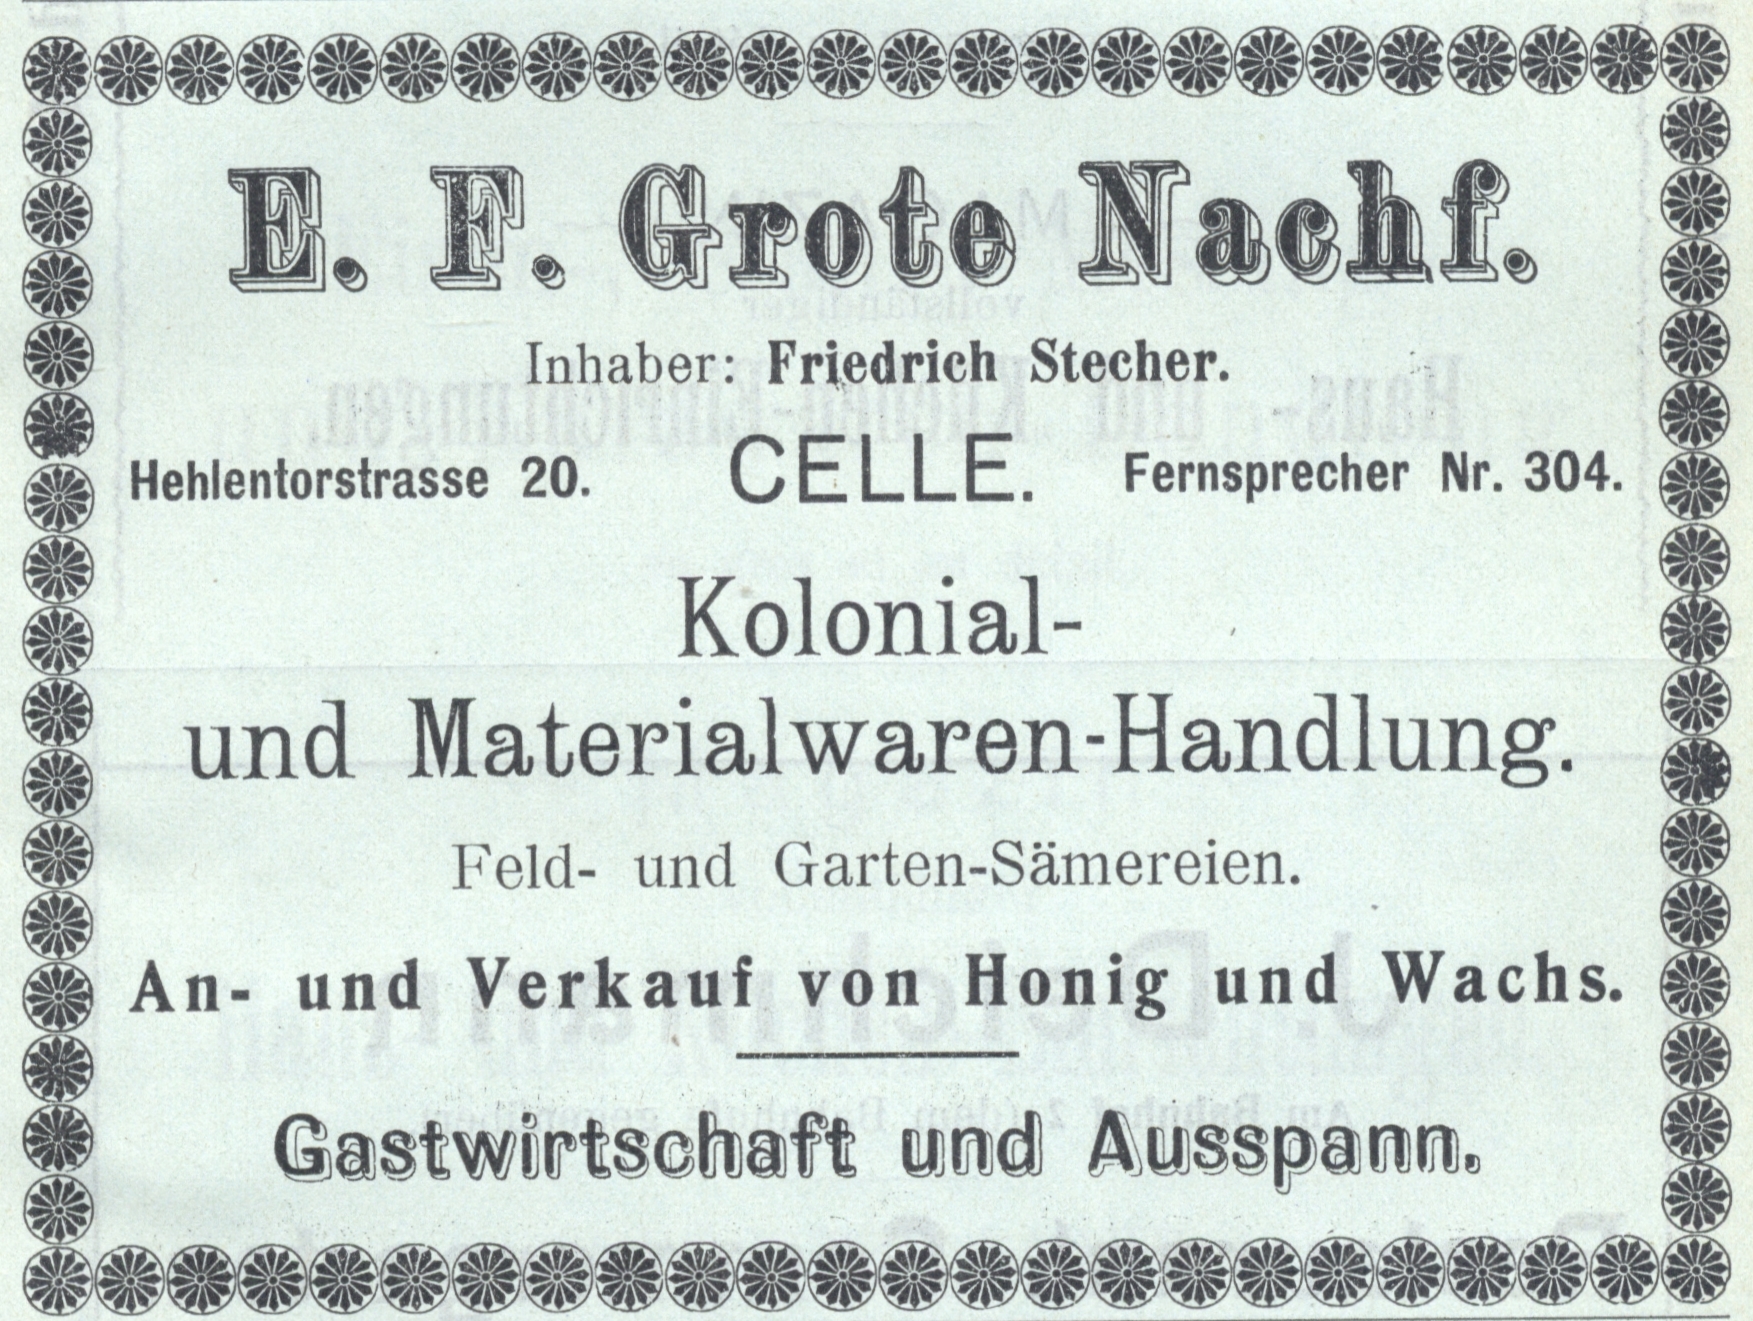 E. F. Grote Nachf.
Inhaber: Friedrich Stecher.
Hehlentorstrasse 20. CELLE. Fernsprecher Nr. 304.
Kolonial-
und Materialwaren-Handlung.
Feld- und Garten-Sämereien.
An- und Verkauf von Honig und Wachs.
Gastwirtschaft und Ausspann.